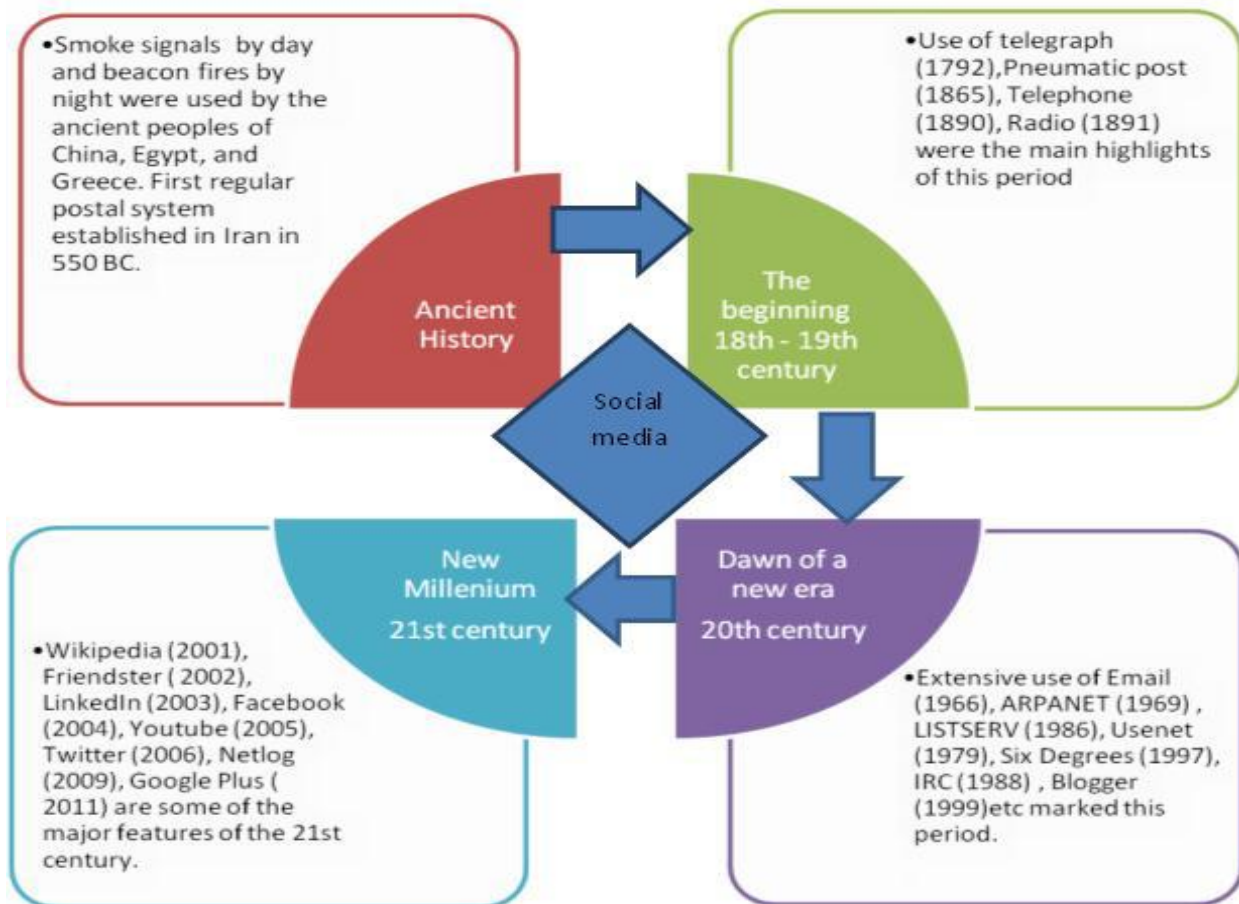 •Smoke signals by day
and beacon fires by
night were used by the
ancient peoples of
China, Egypt, and
Greece. First regular
postal system
established in Iran in
550 BC.
Ancient
History
•Use of telegraph
(1792),Pneumatic post
(1865), Telephone
(1890), Radio (1891)
were the main highlights
of this period
The
beginning
18th - 19th
century
Social
media
Dawn of a
new era
20th century
•Extensive use of Email
(1966), ARPANET (1969) ,
LISTSERV (1986), Usenet
(1979), Six Degrees (1997),
IRC (1988) , Blogger
(1999)etc marked this
period.
New
Millenium
21st century
•Wikipedia (2001),
Friendster ( 2002),
LinkedIn (2003), Facebook
(2004), Youtube (2005),
Twitter (2006), Netlog
(2009), Google Plus (
2011) are some of the
major features of the 21st
century.